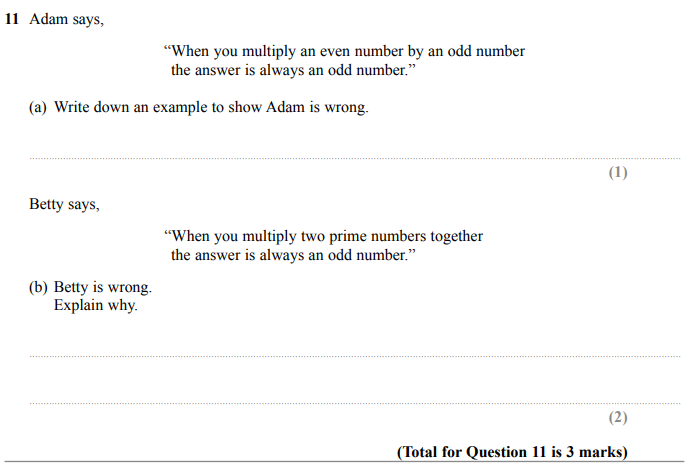 11 Adam says,
“When you multiply an even number by an odd number
the answer is always an odd number.”
(a) Write down an example to show Adam is wrong.
(1)
Betty says,
“When you multiply two prime numbers together
the answer is always an odd number.”
(b) Betty is wrong.
Explain why.
(2)
(Total for Question 11 is 3 marks)